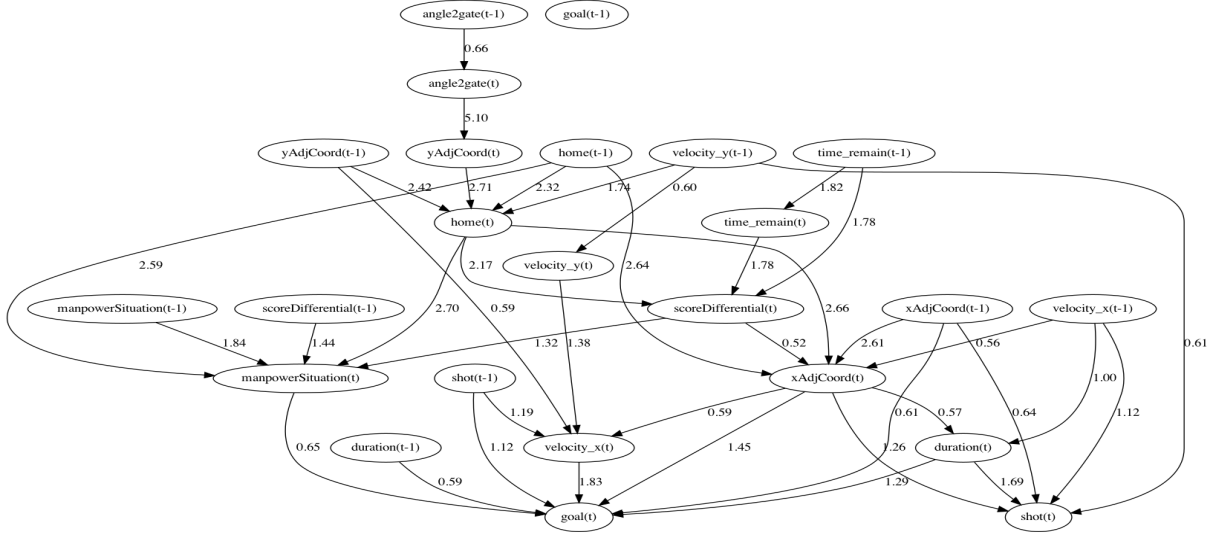 angle2gate(t-1)
goal(t-1)
0.66
angle2gate(t)
5.10
yAdjCoord(t-1)
yAdjCoord(t)
home(t-1)
velocity_y(t-1)
time_remain(t-1)
2.42
2.71
2.32
1.74
0.60
1.82
home(t)
time_remain(t)
1.78
2.59
2.17
velocity_y(t)
2.64
1.78
manpowerSituation(t-1)
scoreDifferential(t-1)
2.70
0.59
scoreDifferential(t)
2.66
xAdjCoord(t-1)
velocity_x(t-1)
1.84
1.44
1.32
1.38
0.52
2.61
0.56
0.61
manpowerSituation(t)
shot(t-1)
xAdjCoord(t)
1.00
1.19
0.59
0.57
0.61
0.64
1.12
0.65
duration(t-1)
1.12
velocity_x(t)
1.45
1.26
duration(t)
0.59
1.83
1.29
1.69
goal(t)
shot(t)